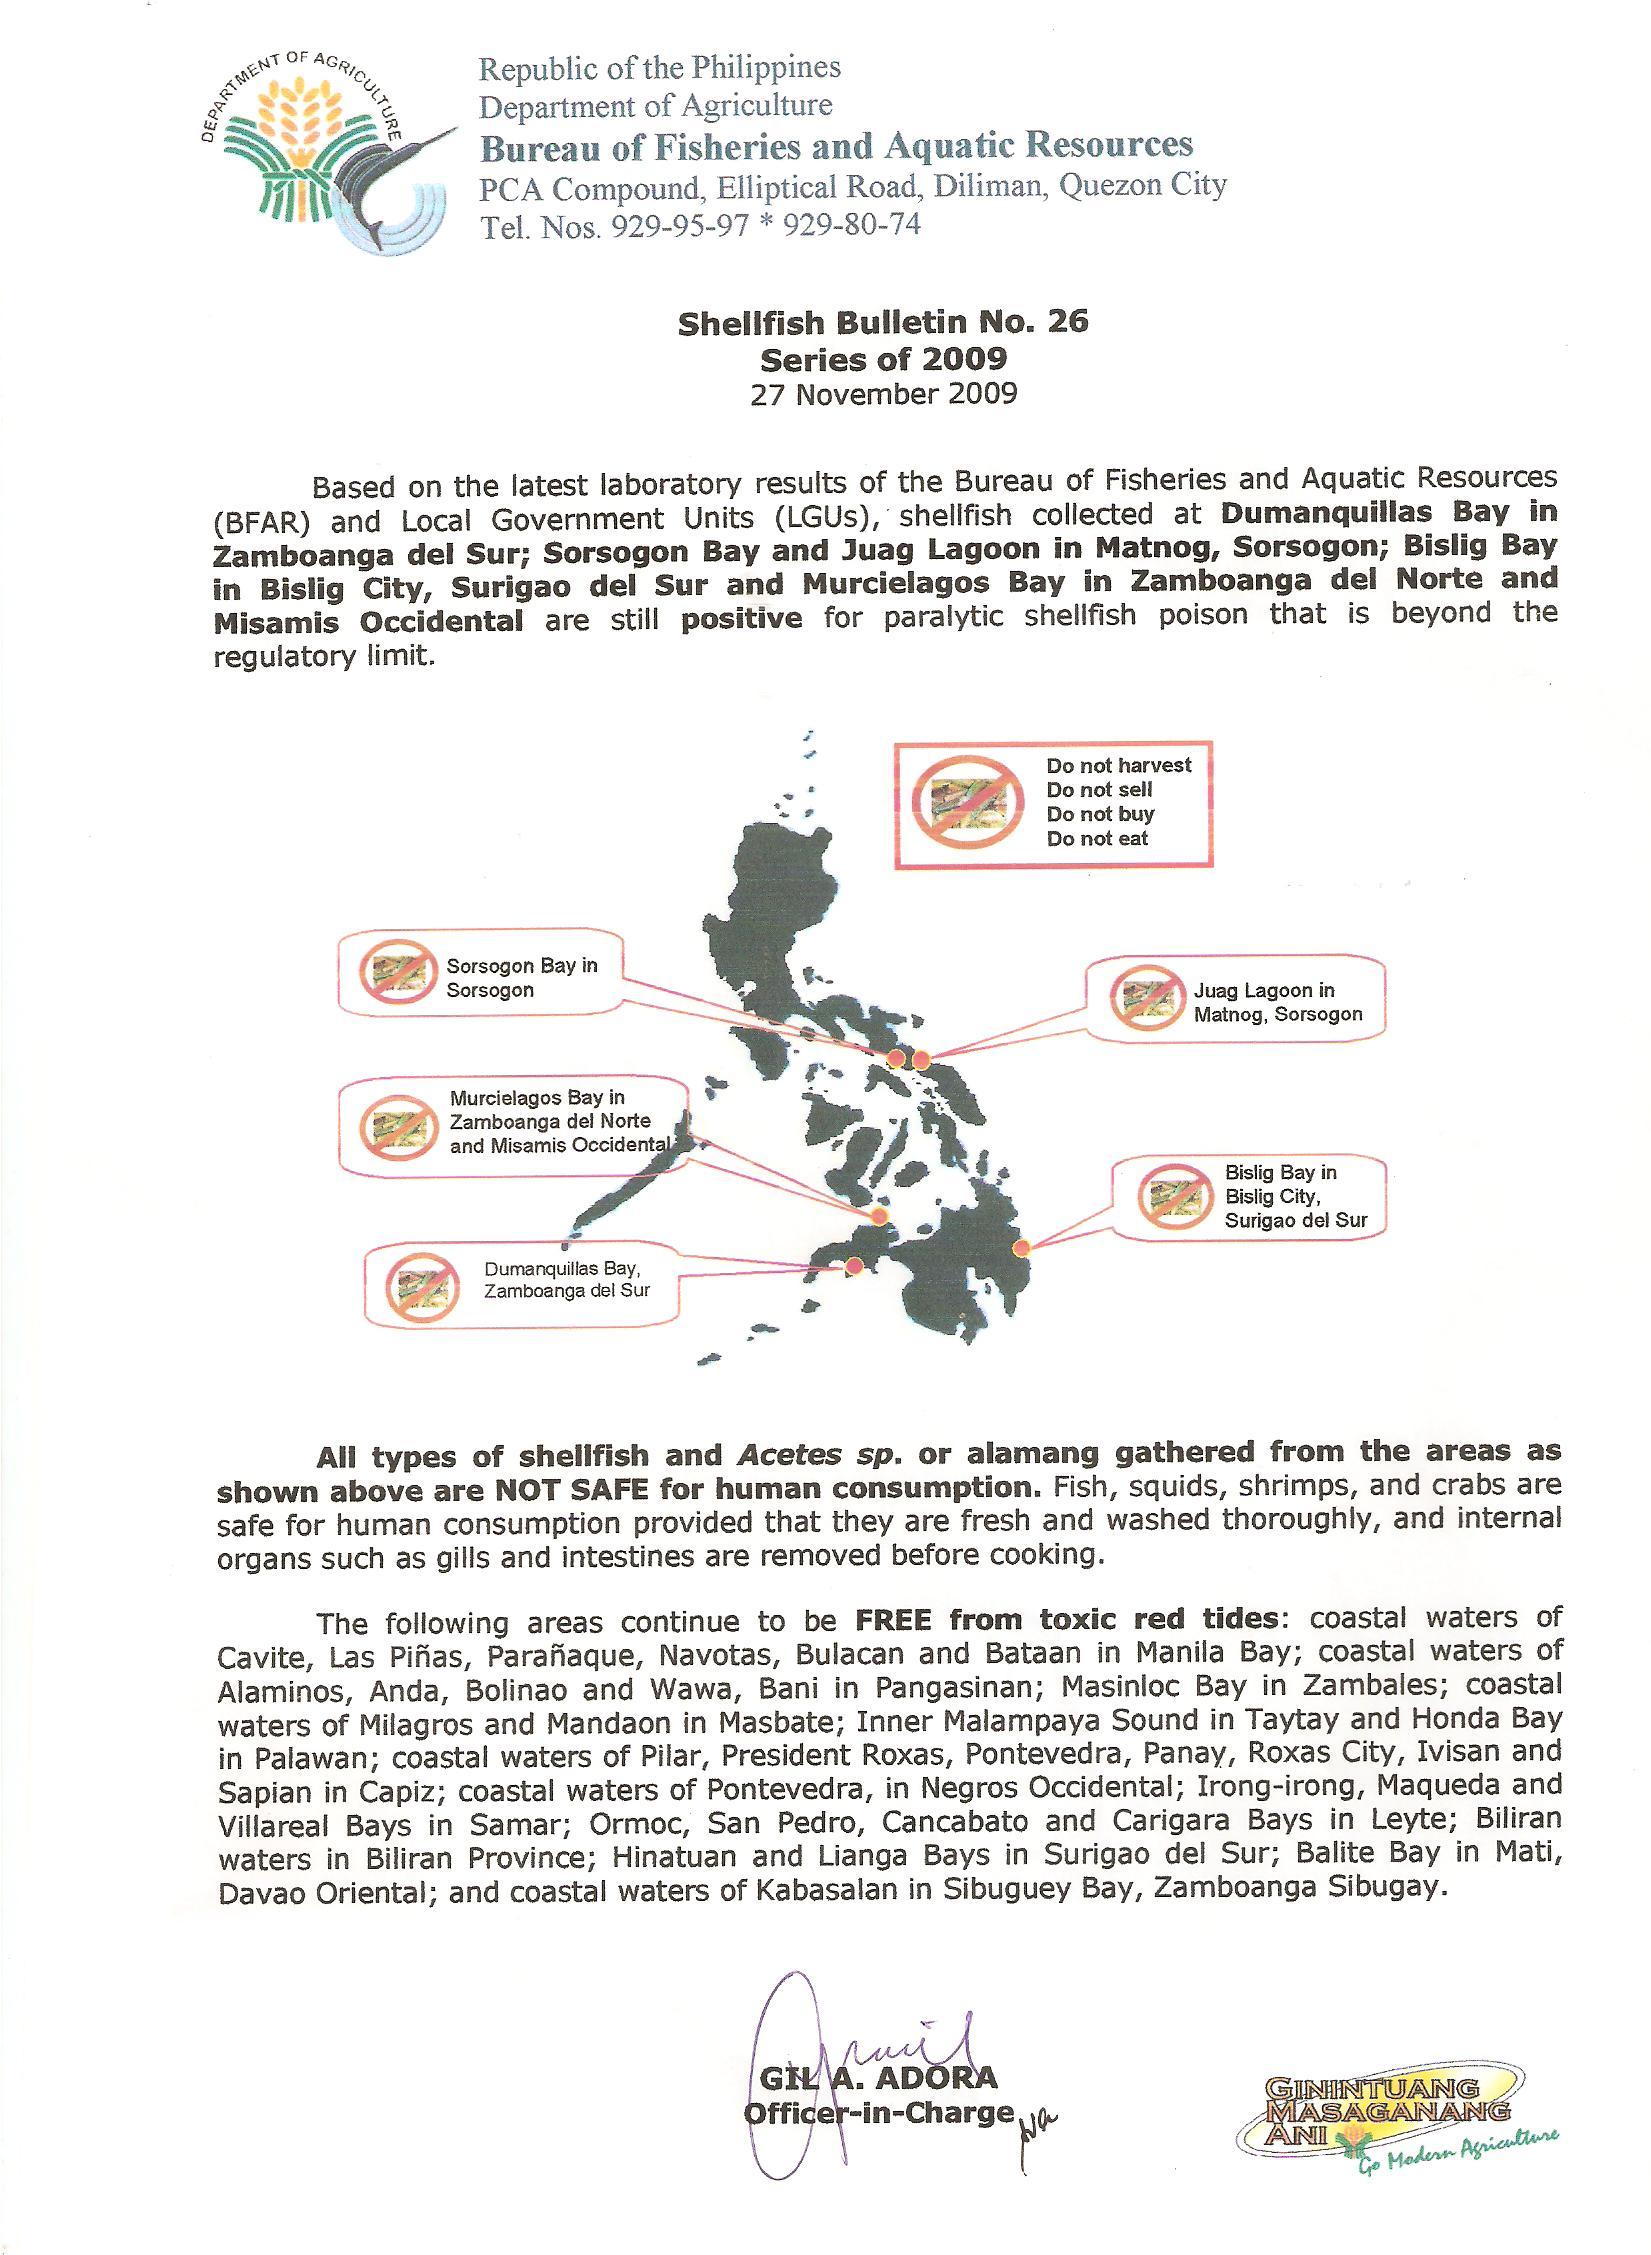 DEPARTMENT OF AGRICULTURE
Republic of the Philippines
Department of Agriculture
Bureau of Fisheries and Aquatic Resources
PCA Compound, Elliptical Road, Diliman, Quezon City
Tel. Nos. 929-95-97 * 929-80-74
Shellfish Bulletin No. 26
Series of 2009
27 November 2009
Based on the latest laboratory results of the Bureau of Fisheries and Aquatic Resources
(BFAR) and Local Government Units (LGUs), shellfish collected at Dumanquillas Bay in
Zamboanga del Sur; Sorsogon Bay and Juag Lagoon in Matnog, Sorsogon; Bislig Bay
in Bislig City, Surigao del Sur and Murcielagos Bay in Zamboanga del Norte and
Misamis Occidental are still positive for paralytic shellfish poison that is beyond the
regulatory limit.
Do not harvest
Do not sell
Do not buy
Do not eat
Sorsogon Bay in
Sorsogon
Juag Lagoon in
Matnog, Sorsogon
Murcielagos Bay in
Zamboanga del Norte
and Misamis Occidental
Bislig Bay in
Bislig City,
Surigao del Sur
Dumanquillas Bay,
Zamboanga del Sur
All types of shellfish and Acetes sp. or alamang gathered from the areas as
shown above are NOT SAFE for human consumption. Fish, squids, shrimps, and crabs are
safe for human consumption provided that they are fresh and washed thoroughly, and internal
organs such as gills and intestines are removed before cooking.
The following areas continue to be FREE from toxic red tides: coastal waters of
Cavite, Las Piñas, Parañaque, Navotas, Bulacan and Bataan in Manila Bay; coastal waters of
Alaminos, Anda, Bolinao and Wawa, Bani in Pangasinan; Masinloc Bay in Zambales; coastal
waters of Milagros and Mandaon in Masbate; Inner Malampaya Sound in Taytay and Honda Bay
in Palawan; coastal waters of Pilar, President Roxas, Pontevedra, Panay, Roxas City, Ivisan and
Sapian in Capiz; coastal waters of Pontevedra, in Negros Occidental; Irong-irong, Maqueda and
Villareal Bays in Samar; Ormoc, San Pedro, Cancabato and Carigara Bays in Leyte; Biliran
waters in Biliran Province; Hinatuan and Lianga Bays in Surigao del Sur; Balite Bay in Mati,
Davao Oriental; and coastal waters of Kabasalan in Sibuguey Bay, Zamboanga Sibugay.
GIL A. ADORA
Officer-in-Charge
GININTUANG
MASAGANANG
ANI
Go Modern Agriculture